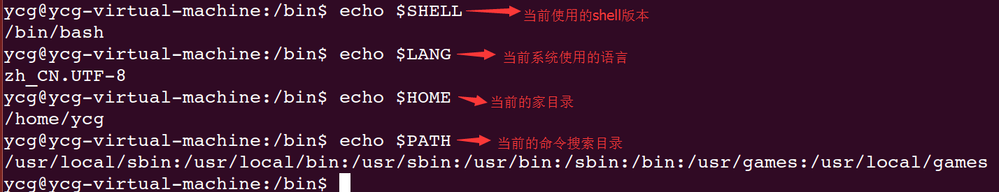 ycg@ycg-virtual-machine:/bin$ echo $SHELL 当前使用的shell版本
/bin/bash
ycg@ycg-virtual-machine:/bin$ echo $LANG 当前系统使用的语言
zh_CN.UTF-8
ycg@ycg-virtual-machine:/bin$ echo $HOME 当前的家目录
/home/ycg
ycg@ycg-virtual-machine:/bin$ echo $PATH 当前的命令搜索目录
/usr/local/sbin:/usr/local/bin:/usr/sbin:/usr/bin:/sbin:/bin:/usr/games:/usr/local/games
ycg@ycg-virtual-machine:/bin$